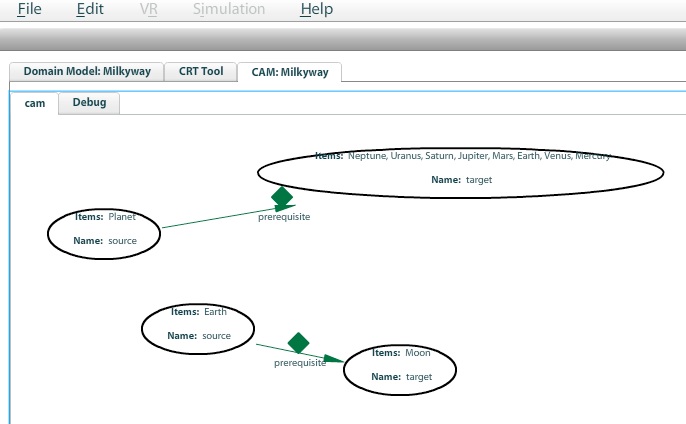 File Edit VR Simulation Help
Domain Model: Milkyway CRT Tool CAM: Milkyway
cam Debug
Items: Neptune, Uranus, Saturn, Jupiter, Mars, Earth, Venus, Mercury
Name: target
prerequisite
Items: Planet
Name: source
Items: Earth
Name: source
prerequisite
Items: Moon
Name: target